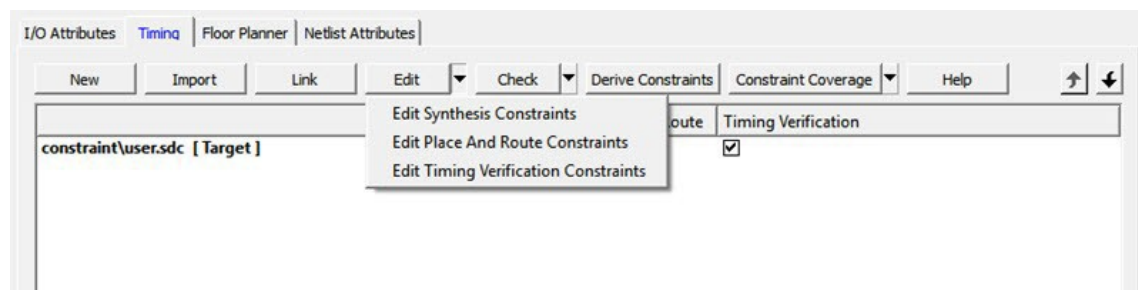 I/O Attributes Timing Floor Planner Netlist Attributes
New Import Link Edit Check Derive Constraints Constraint Coverage Help
Edit Synthesis Constraints
oute Timing Verification
Edit Place And Route Constraints
constraint\user.sdc [ Target ]
Edit Timing Verification Constraints